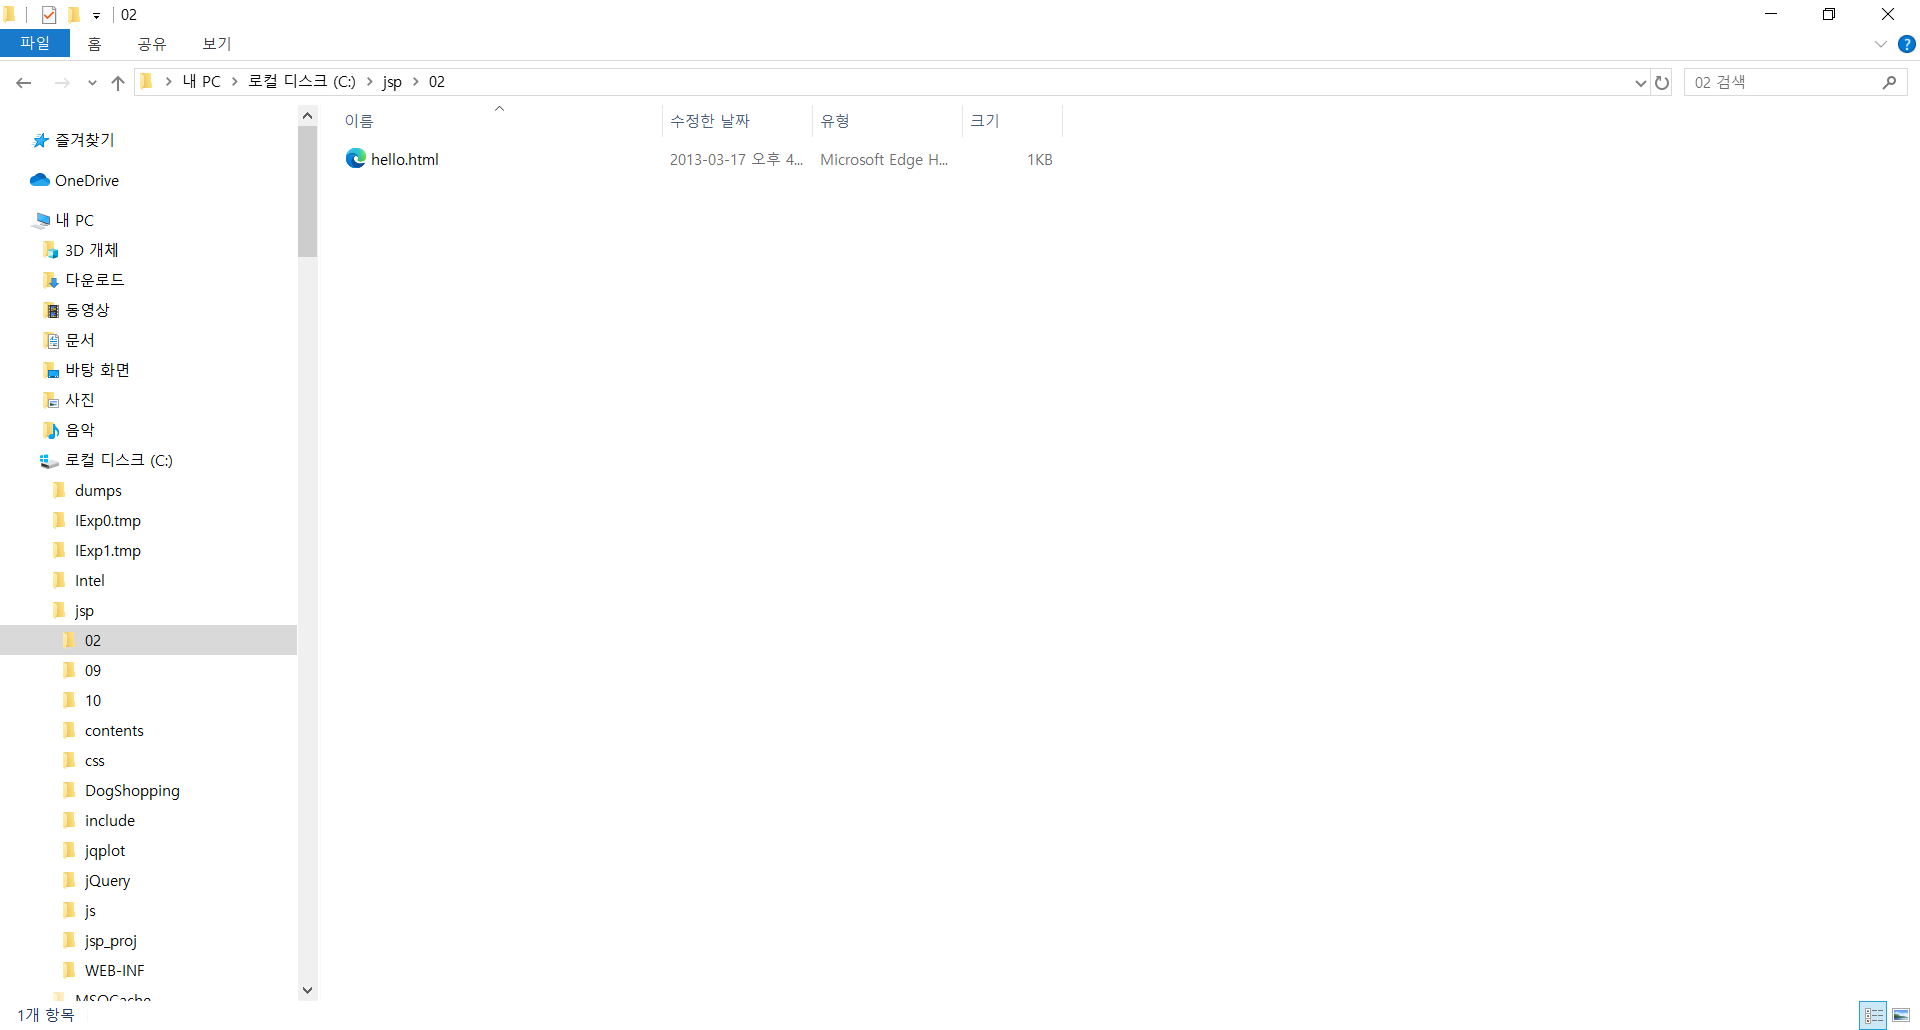 02
파일 홈 공유 보기
내 PC 로컬 디스크 (C:) jsp 02
02 검색
이름 수정한 날짜 유형 크기
hello.html 2013-03-17 오후 4... Microsoft Edge H... 1KB
즐겨찾기
OneDrive
내 PC
3D 개체
다운로드
동영상
문서
바탕 화면
사진
음악
로컬 디스크 (C:)
dumps
IExp0.tmp
IExp1.tmp
Intel
jsp
02
09
10
contents
css
DogShopping
include
jqplot
jQuery
js
jsp_proj
WEB-INF
MSOCache
1개 항목